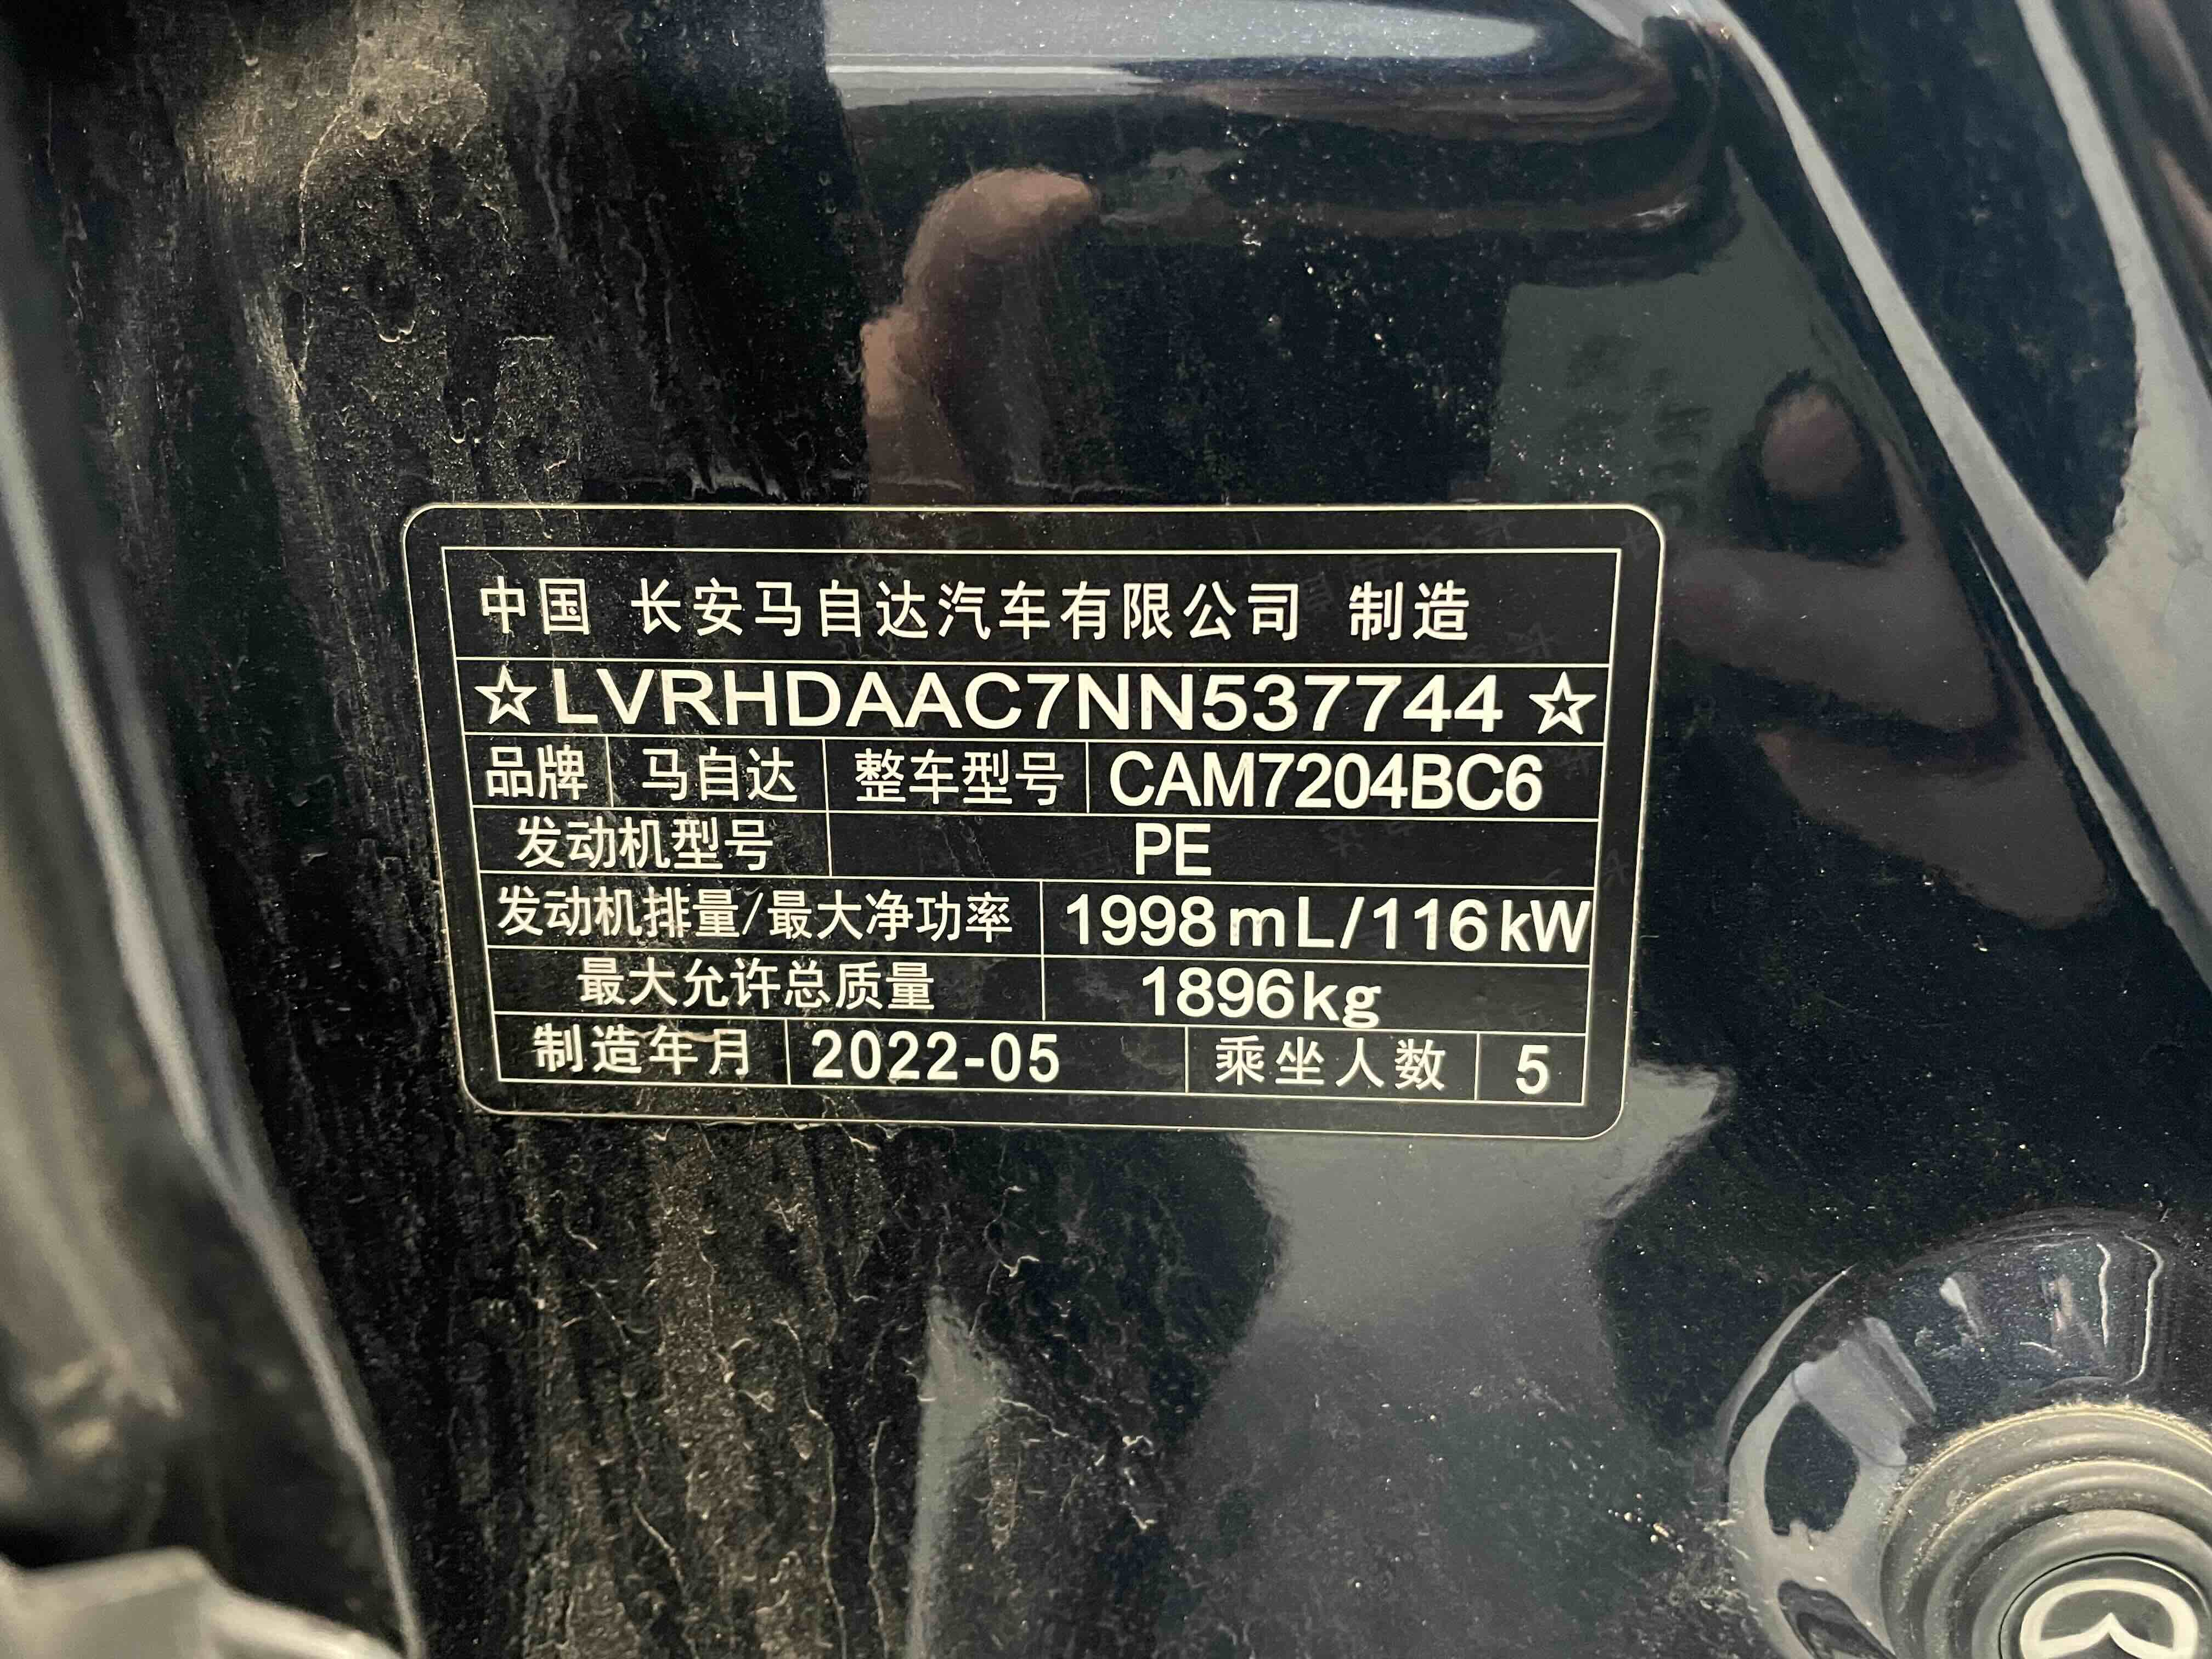 中国 长安马自达汽车有限公司 制造
☆LVRHDAAC7NN537744☆
品牌 马自达 整车型号 CAM7204BC6
发动机型号 PE
发动机排量/最大净功率 1998mL/116kW
最大允许总质量 1896kg
制造年月 2022-05 乘坐人数 5